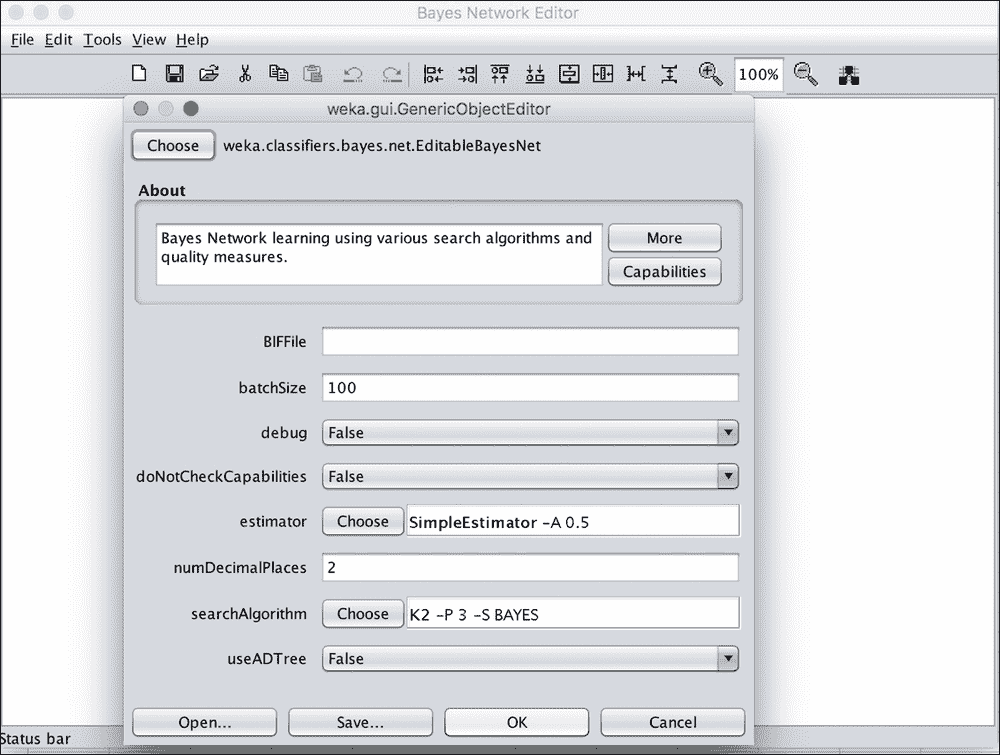 Bayes Network Editor
File Edit Tools View Help
100%
weka.gui.GenericObjectEditor
Choose weka.classifiers.bayes.net.EditableBayesNet
About
Bayes Network learning using various search algorithms and
quality measures.
More
Capabilities
BIFFile
batchSize 100
debug False
doNotCheckCapabilities False
estimator Choose SimpleEstimator -A 0.5
numDecimalPlaces 2
searchAlgorithm Choose K2 -P 3 -S BAYES
useADTree False
Open... Save... OK Cancel
Status bar